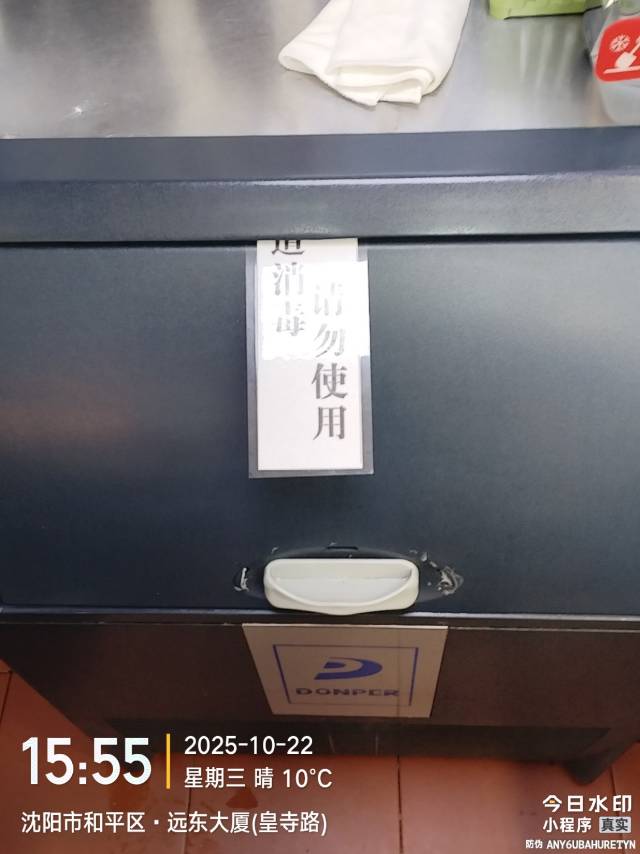 道消毒
请勿使用
DONPER
15:55
2025-10-22
星期三 晴 10°C
沈阳市和平区·远东大厦(皇寺路)
今日水印
小程序 真实
防伪 ANY6UBAHURETYN